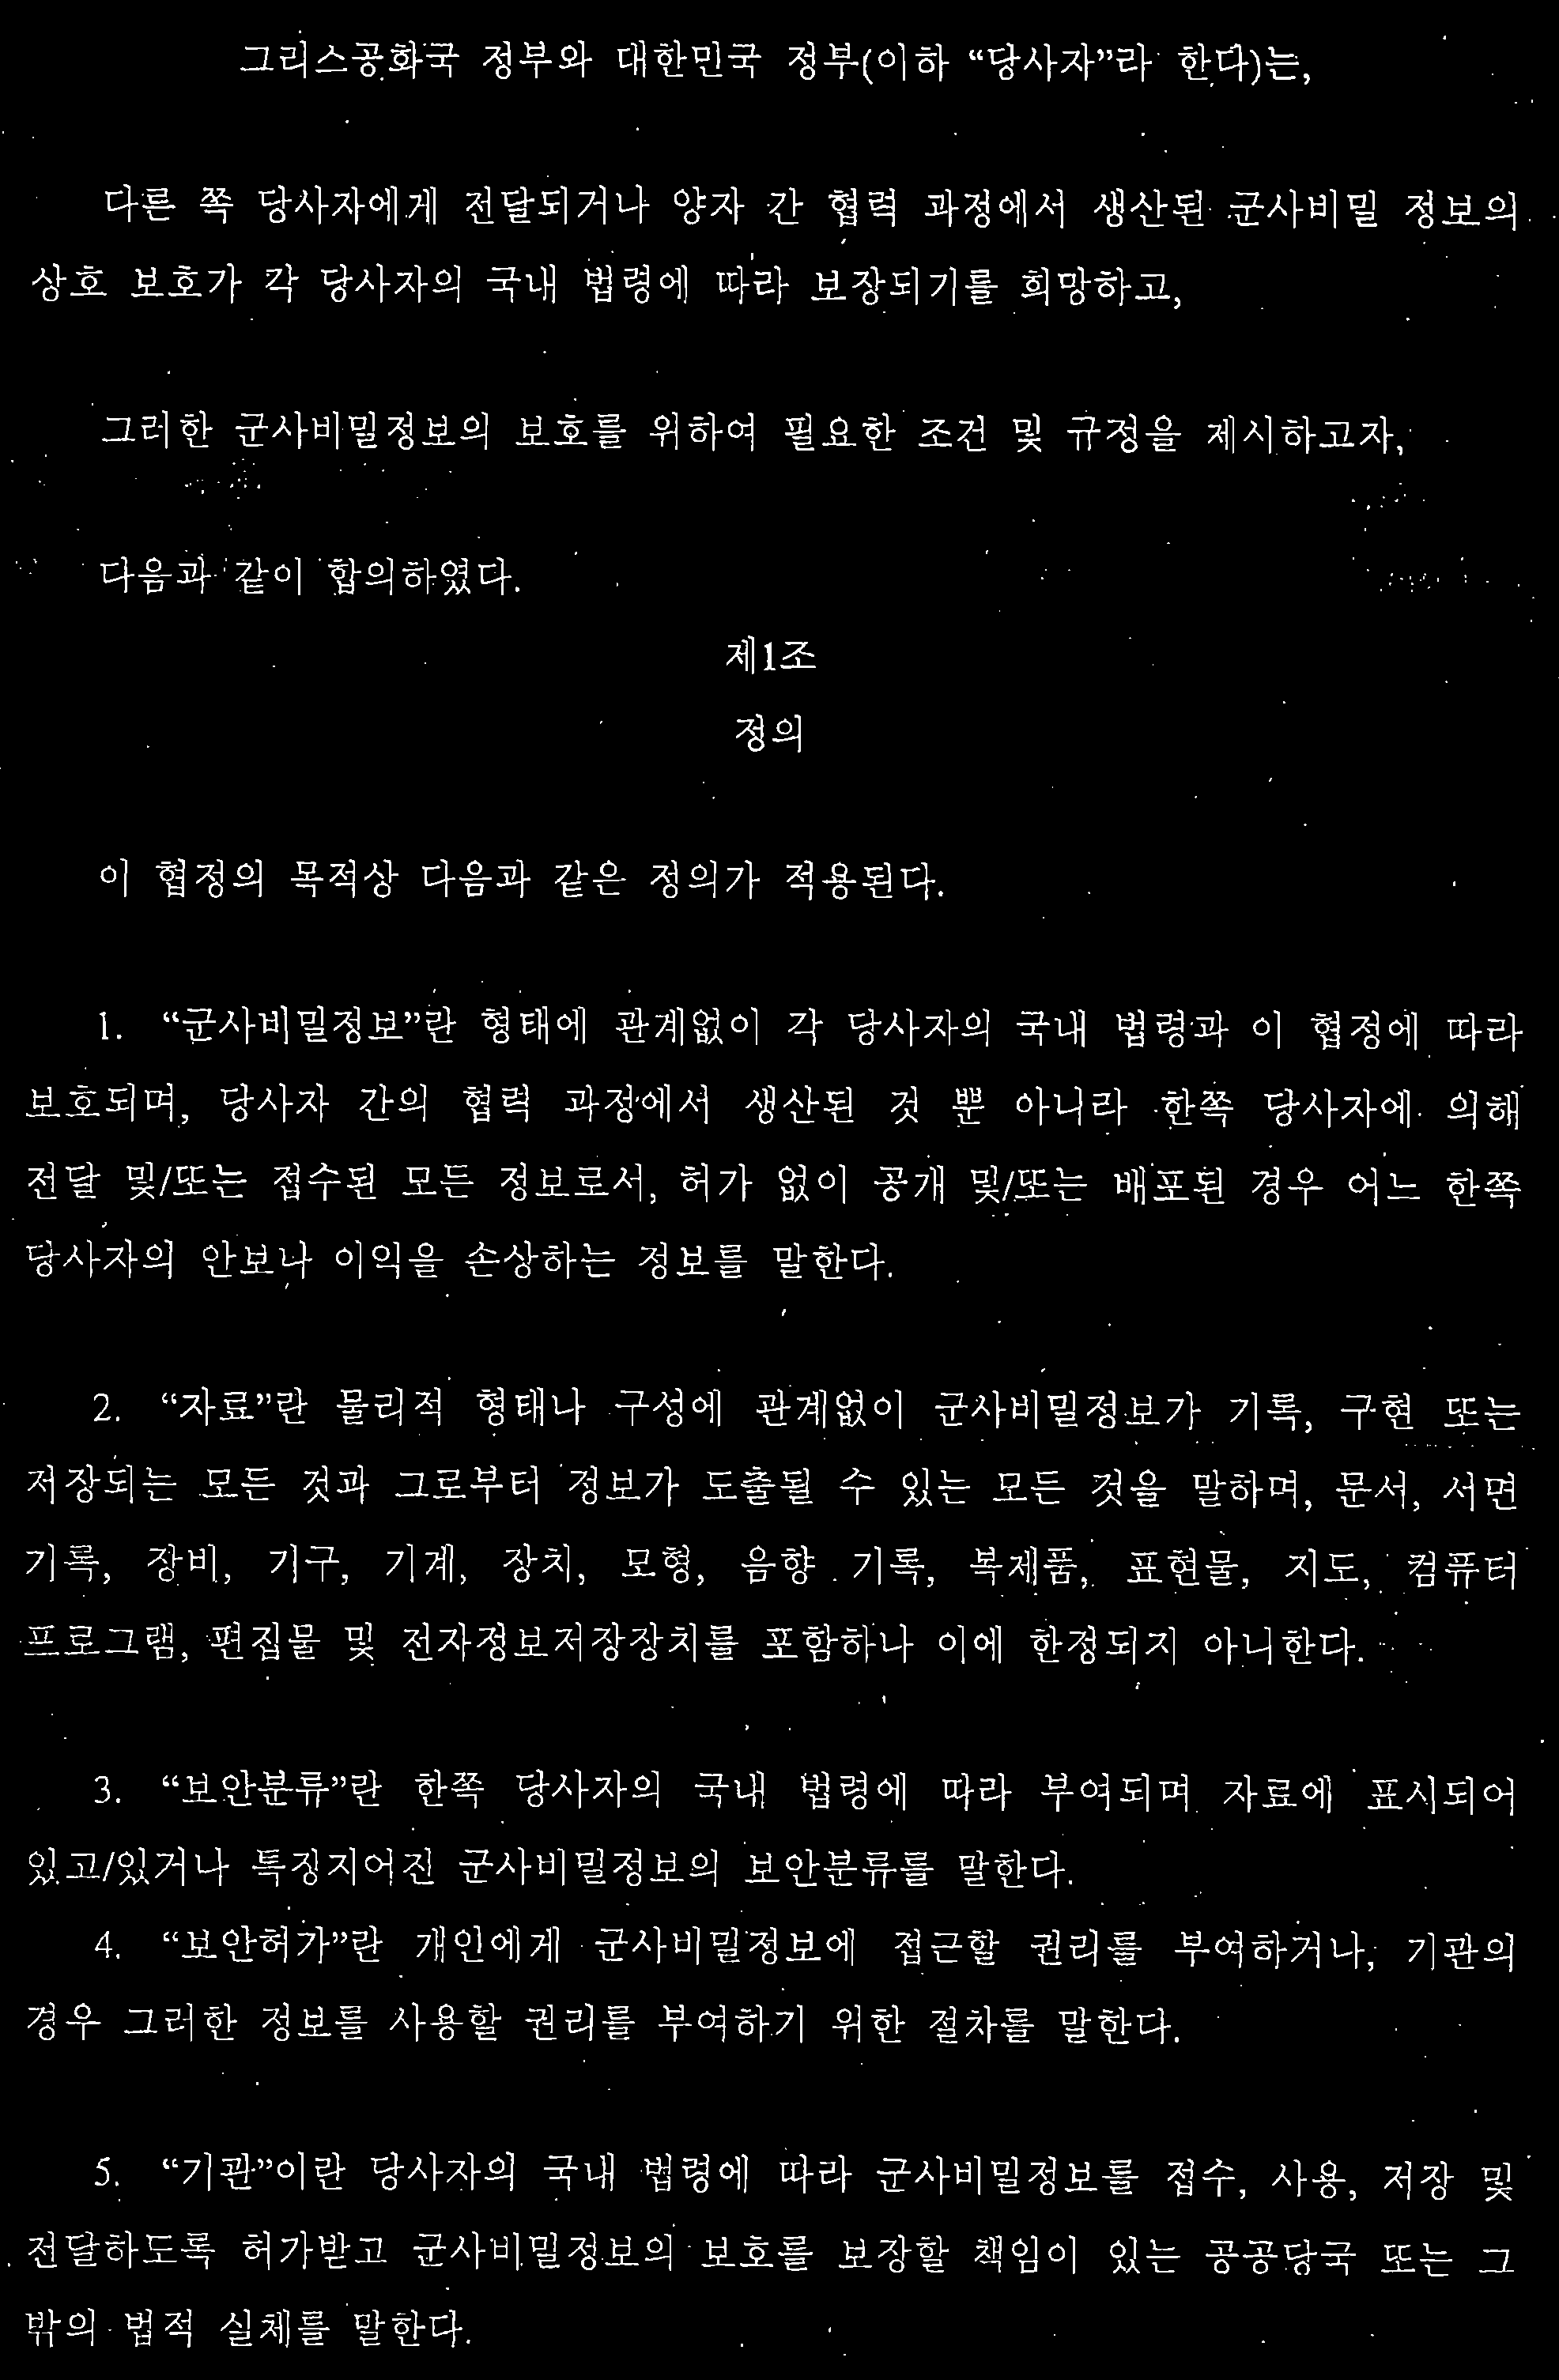 그리스공화국 정부와 대한민국 정부(이하 “당사자”라 한다)는,
다른 쪽 당사자에게 전달되거나 양자 간 협력 과정에서 생산된 군사비밀 정보의
상호 보호가 각 당사자의 국내 법령에 따라 보장되기를 희망하고,
그러한 군사비밀정보의 보호를 위하여 필요한 조건 및 규정을 제시하고자,
다음과 같이 합의하였다.
제1조
정의
이 협정의 목적상 다음과 같은 정의가 적용된다.
1. “군사비밀정보”란 형태에 관계없이 각 당사자의 국내 법령과 이 협정에 따라
보호되며, 당사자 간의 협력 과정에서 생산된 것 뿐 아니라 한쪽 당사자에 의해
전달 및/또는 접수된 모든 정보로서, 허가 없이 공개 및/또는 배포된 경우 어느 한쪽
당사자의 안보나 이익을 손상하는 정보를 말한다.
2. “자료”란 물리적 형태나 구성에 관계없이 군사비밀정보가 기록, 구현 또는
저장되는 모든 것과 그로부터 정보가 도출될 수 있는 모든 것을 말하며, 문서, 서면
기록, 장비, 기구, 기계, 장치, 모형, 음향 기록, 복제품, 표현물, 지도, 컴퓨터
프로그램, 편집물 및 전자정보저장장치를 포함하나 이에 한정되지 아니한다.
3. “보안분류”란 한쪽 당사자의 국내 법령에 따라 부여되며 자료에 표시되어
있고/있거나 특징지어진 군사비밀정보의 보안분류를 말한다.
4. “보안허가”란 개인에게 군사비밀정보에 접근할 권리를 부여하거나, 기관의
경우 그러한 정보를 사용할 권리를 부여하기 위한 절차를 말한다.
5. “기관”이란 당사자의 국내 법령에 따라 군사비밀정보를 접수, 사용, 저장 및
전달하도록 허가받고 군사비밀정보의 보호를 보장할 책임이 있는 공공당국 또는 그
밖의 법적 실체를 말한다.